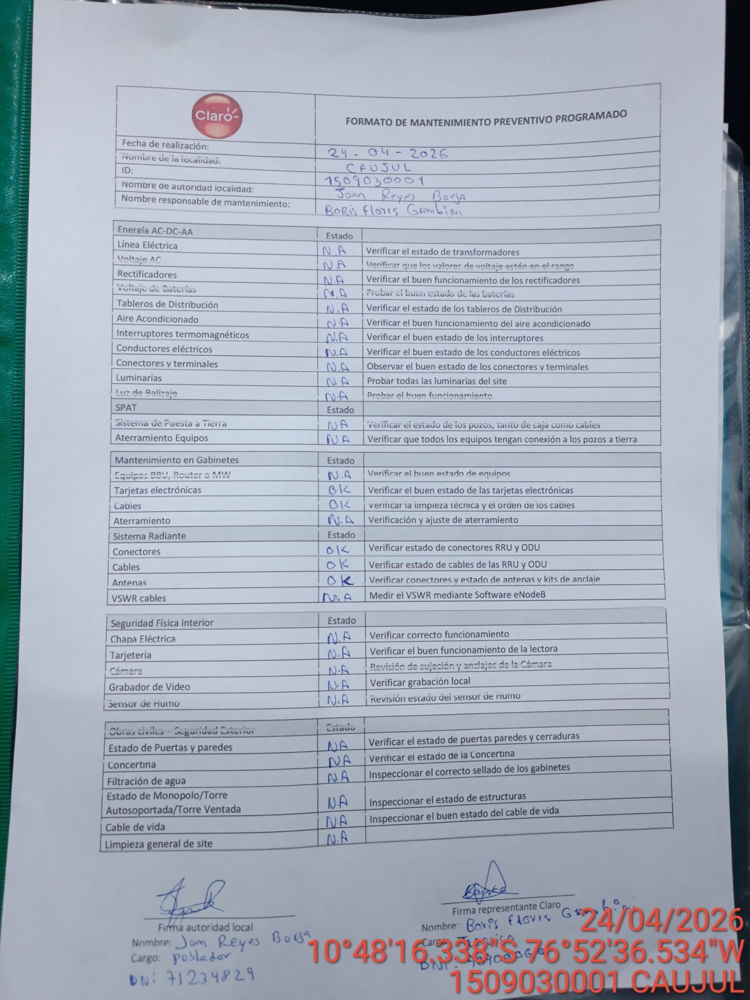 Claro
FORMATO DE MANTENIMIENTO PREVENTIVO PROGRAMADO
Fecha de realización: 24-04-2026
Nombre de la localidad: CAUJUL
ID: 1509030001
Nombre de autoridad localidad: Joan Reyes Borja
Nombre responsable de mantenimiento: BORIS Flores Gambini
Energía AC-DC-AA Estado
Línea Eléctrica N.A Verificar el estado de transformadores
Voltaje AC N.A Verificar que los valores de voltaje estén en el rango
Rectificadores N.A Verificar el buen funcionamiento de los rectificadores
Voltaje de Baterías N.A Probar el buen estado de las baterías
Tableros de Distribución N.A Verificar el estado de los tableros de Distribución
Aire Acondicionado N.A Verificar el buen funcionamiento del aire acondicionado
Interruptores termomagnéticos N.A Verificar el buen estado de los interruptores
Conductores eléctricos N.A Verificar el buen estado de los conductores eléctricos
Conectores y terminales N.A Observar el buen estado de los conectores y terminales
Luminarias N.A Probar todas las luminarias del site
Luz de Balizaje N.A Probar el buen funcionamiento
SPAT Estado
Sistema de Puesta a Tierra NA Verificar el estado de los pozos, tanto de caja como cables
Aterramiento Equipos NA Verificar que todos los equipos tengan conexión a los pozos a tierra
Mantenimiento en Gabinetes Estado
Equipos BBU, Router o MW N.A Verificar el buen estado de equipos
Tarjetas electrónicas OK Verificar el buen estado de las tarjetas electrónicas
Cables OK Verificar la limpieza técnica y el orden de los cables
Aterramiento N.A Verificación y ajuste de aterramiento
Sistema Radiante Estado
Conectores OK Verificar estado de conectores RRU y ODU
Cables OK Verificar estado de cables de las RRU y ODU
Antenas OK Verificar conectores y estado de antenas y kits de anclaje
VSWR cables N.A Medir el VSWR mediante Software eNodeB
Seguridad Física interior Estado
Chapa Eléctrica N.A Verificar correcto funcionamiento
Tarjetería N.A Verificar el buen funcionamiento de la lectora
Cámara N.A Revisión de sujeción y anclajes de la Cámara
Grabador de Video N.A Verificar grabación local
Sensor de Humo N.A Revisión estado del sensor de Humo
Obras civiles – Seguridad Exterior Estado
Estado de Puertas y paredes NA Verificar el estado de puertas paredes y cerraduras
Concertina NA Verificar el estado de la Concertina
Filtración de agua N.A Inspeccionar el correcto sellado de los gabinetes
Estado de Monopolo/Torre
Autosoportada/Torre Ventada N.A Inspeccionar el estado de estructuras
Cable de vida NA Inspeccionar el buen estado del cable de vida
Limpieza general de site N.A
Firma autoridad local
Nombre: Joan Reyes Borja
Cargo: poblador
DNi 71234829
Firma representante Claro
Nombre: Boris Flores Gambini
Cargo: Tecnico
DNi:
24/04/2026
10°48'16.338"S 76°52'36.534"W
1509030001 CAUJUL